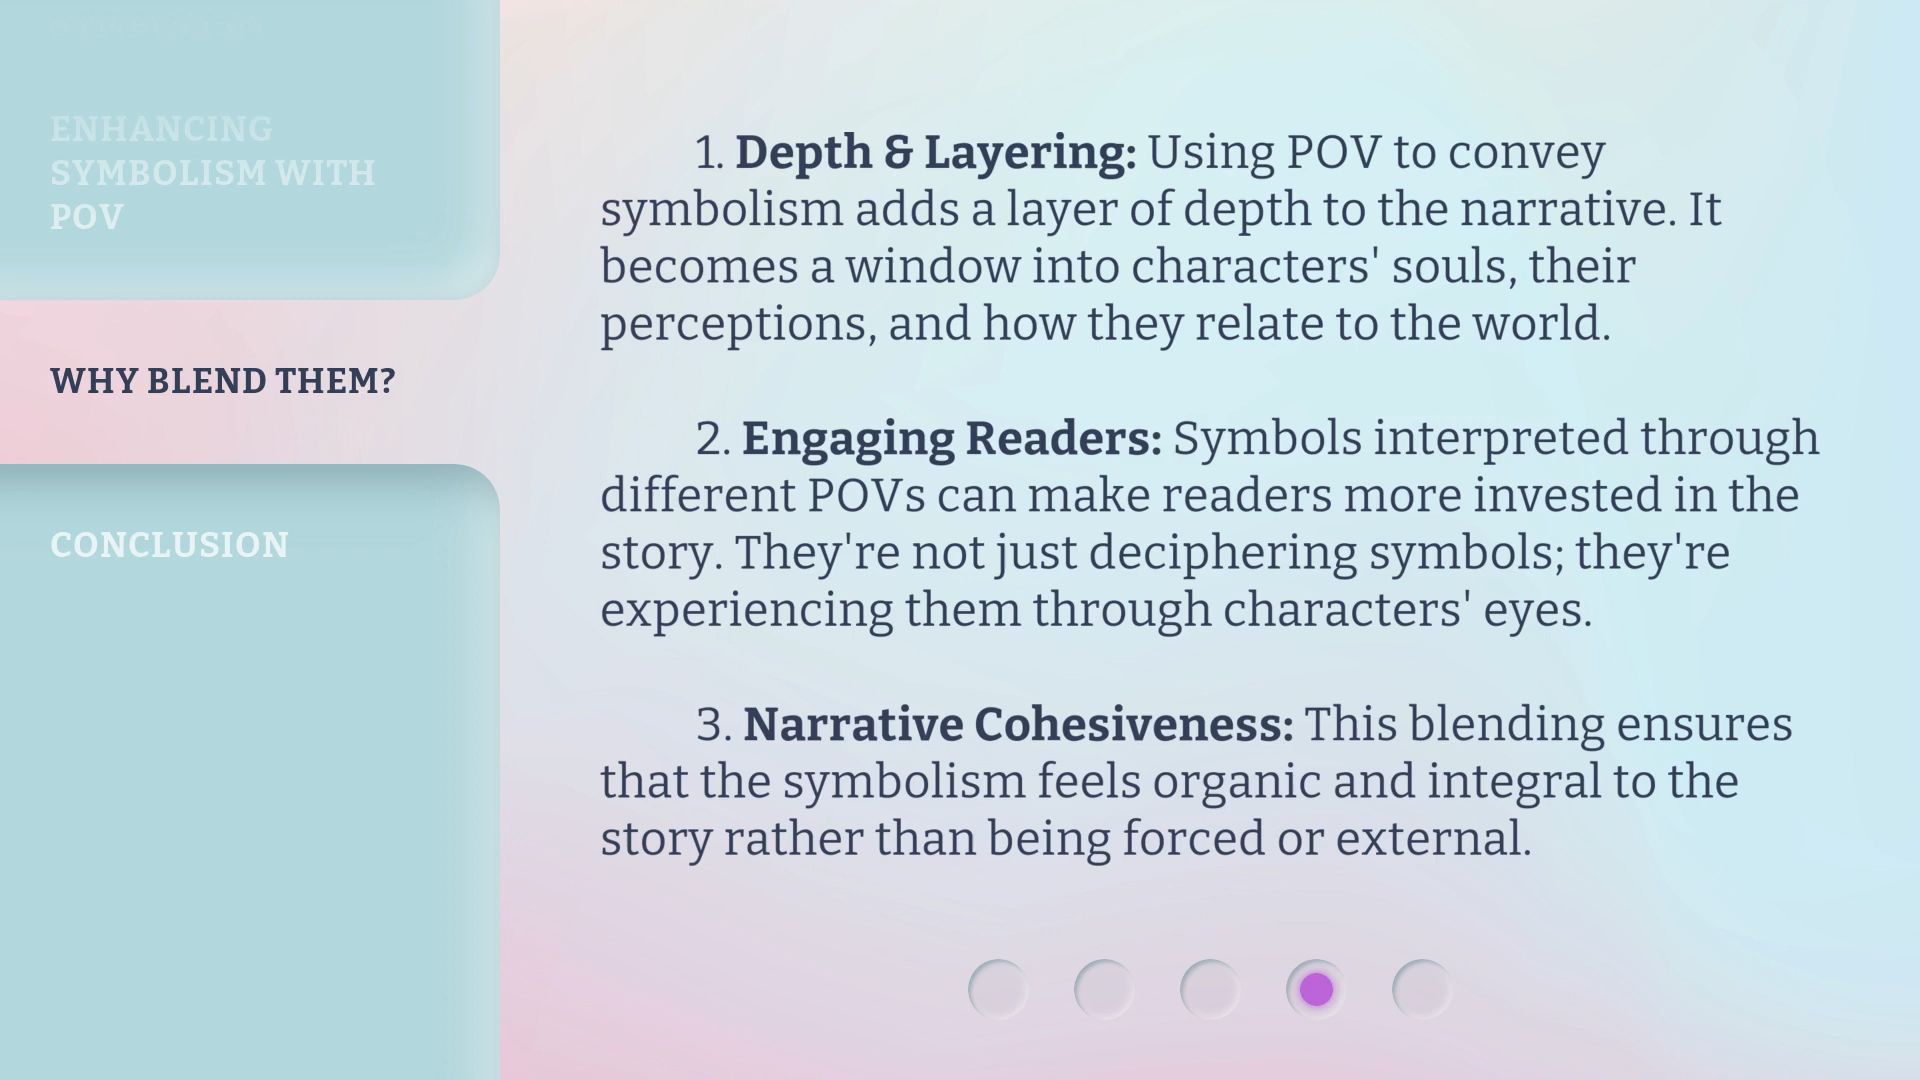 ENHANCING
SYMBOLISM WITH
POV
WHY BLEND THEM?
CONCLUSION
1. Depth & Layering: Using POV to convey
symbolism adds a layer of depth to the narrative. It
becomes a window into characters' souls, their
perceptions, and how they relate to the world.
2. Engaging Readers: Symbols interpreted through
different POVs can make readers more invested in the
story. They're not just deciphering symbols; they're
experiencing them through characters' eyes.
3. Narrative Cohesiveness: This blending ensures
that the symbolism feels organic and integral to the
story rather than being forced or external.